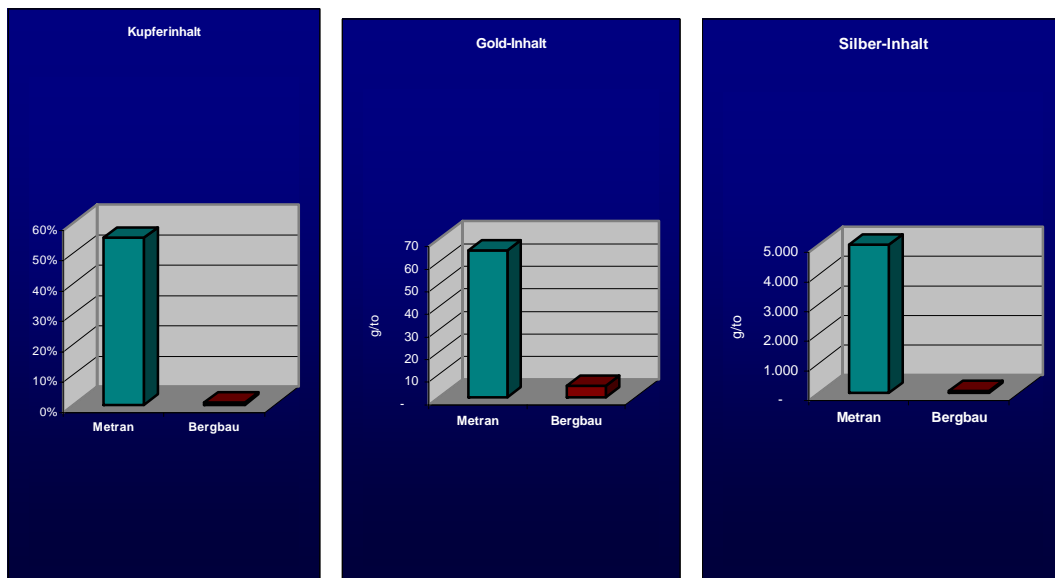 Kupferinhalt
60%
50%
40%
30%
20%
10%
0%
Metran Bergbau
Gold-Inhalt
g/to
70
60
50
40
30
20
10
-
Metran Bergbau
Silber-Inhalt
g/to
5.000
4.000
3.000
2.000
1.000
-
Metran Bergbau